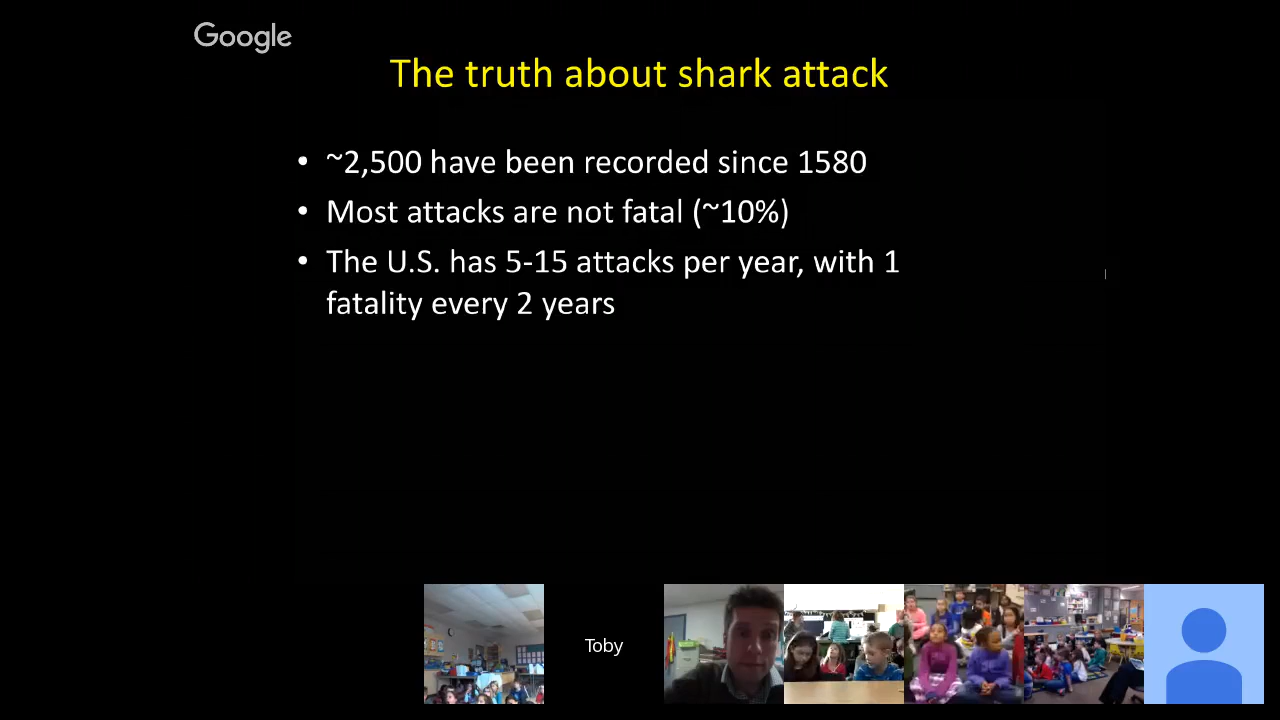 Google
The truth about shark attack
• ~2,500 have been recorded since 1580
• Most attacks are not fatal (~10%)
• The U.S. has 5-15 attacks per year, with 1
fatality every 2 years
Toby